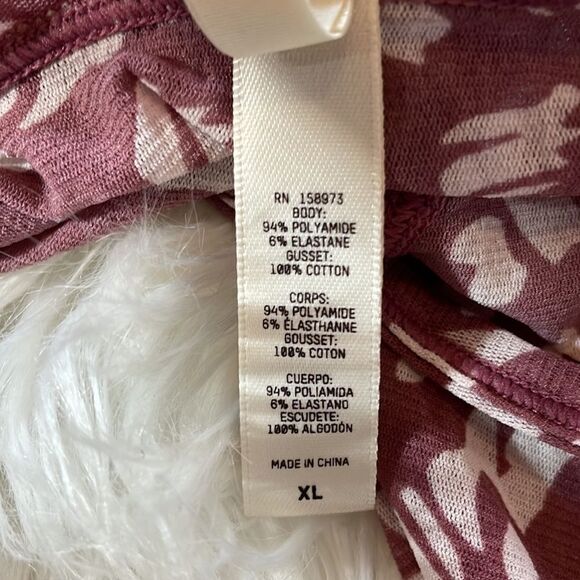 RN 158973
BODY:
94% POLYAMIDE
6% ELASTANE
GUSSET:
100% COTTON
CORPS:
94% POLYAMIDE
6% ÉLASTHANNE
GOUSSET:
100% COTON
CUERPO:
94% POLIAMIDA
6% ELASTANO
ESCUDETE:
100% ALGODÓN
MADE IN CHINA
XL